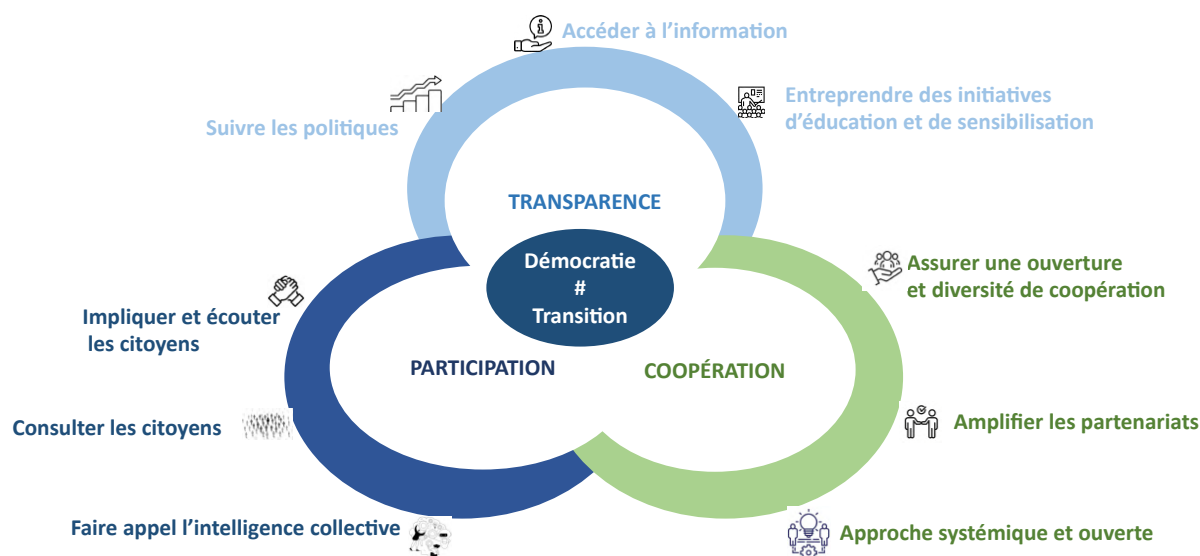 Accéder à l'information
Suivre les politiques
Entreprendre des initiatives
d'éducation et de sensibilisation
TRANSPARENCE
Démocratie
#
Transition
Assurer une ouverture
et diversité de coopération
Impliquer et écouter
les citoyens
PARTICIPATION
COOPÉRATION
Consulter les citoyens
Amplifier les partenariats
Faire appel l'intelligence collective
Approche systémique et ouverte